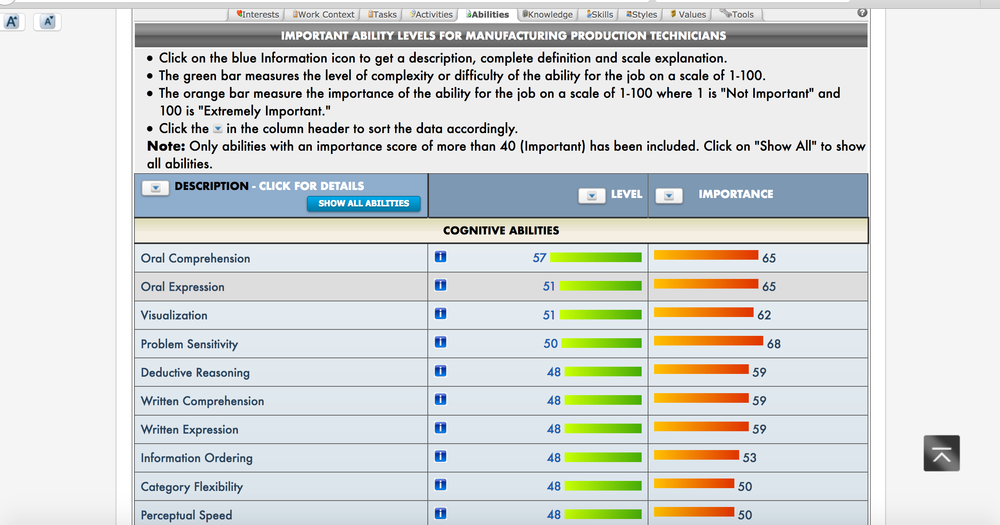 A A
Interests Work Context Tasks Activities Abilities Knowledge Skills Styles Values Tools ?
IMPORTANT ABILITY LEVELS FOR MANUFACTURING PRODUCTION TECHNICIANS
• Click on the blue Information icon to get a description, complete definition and scale explanation.
• The green bar measures the level of complexity or difficulty of the ability for the job on a scale of 1-100.
• The orange bar measure the importance of the ability for the job on a scale of 1-100 where 1 is "Not Important" and
100 is "Extremely Important."
• Click the in the column header to sort the data accordingly.
Note: Only abilities with an importance score of more than 40 (Important) has been included. Click on "Show All" to show
all abilities.
DESCRIPTION - CLICK FOR DETAILS
SHOW ALL ABILITIES
LEVEL IMPORTANCE
COGNITIVE ABILITIES
Oral Comprehension i 57 65
Oral Expression i 51 65
Visualization i 51 62
Problem Sensitivity i 50 68
Deductive Reasoning i 48 59
Written Comprehension i 48 59
Written Expression i 48 59
Information Ordering i 48 53
Category Flexibility i 48 50
Perceptual Speed i 48 50